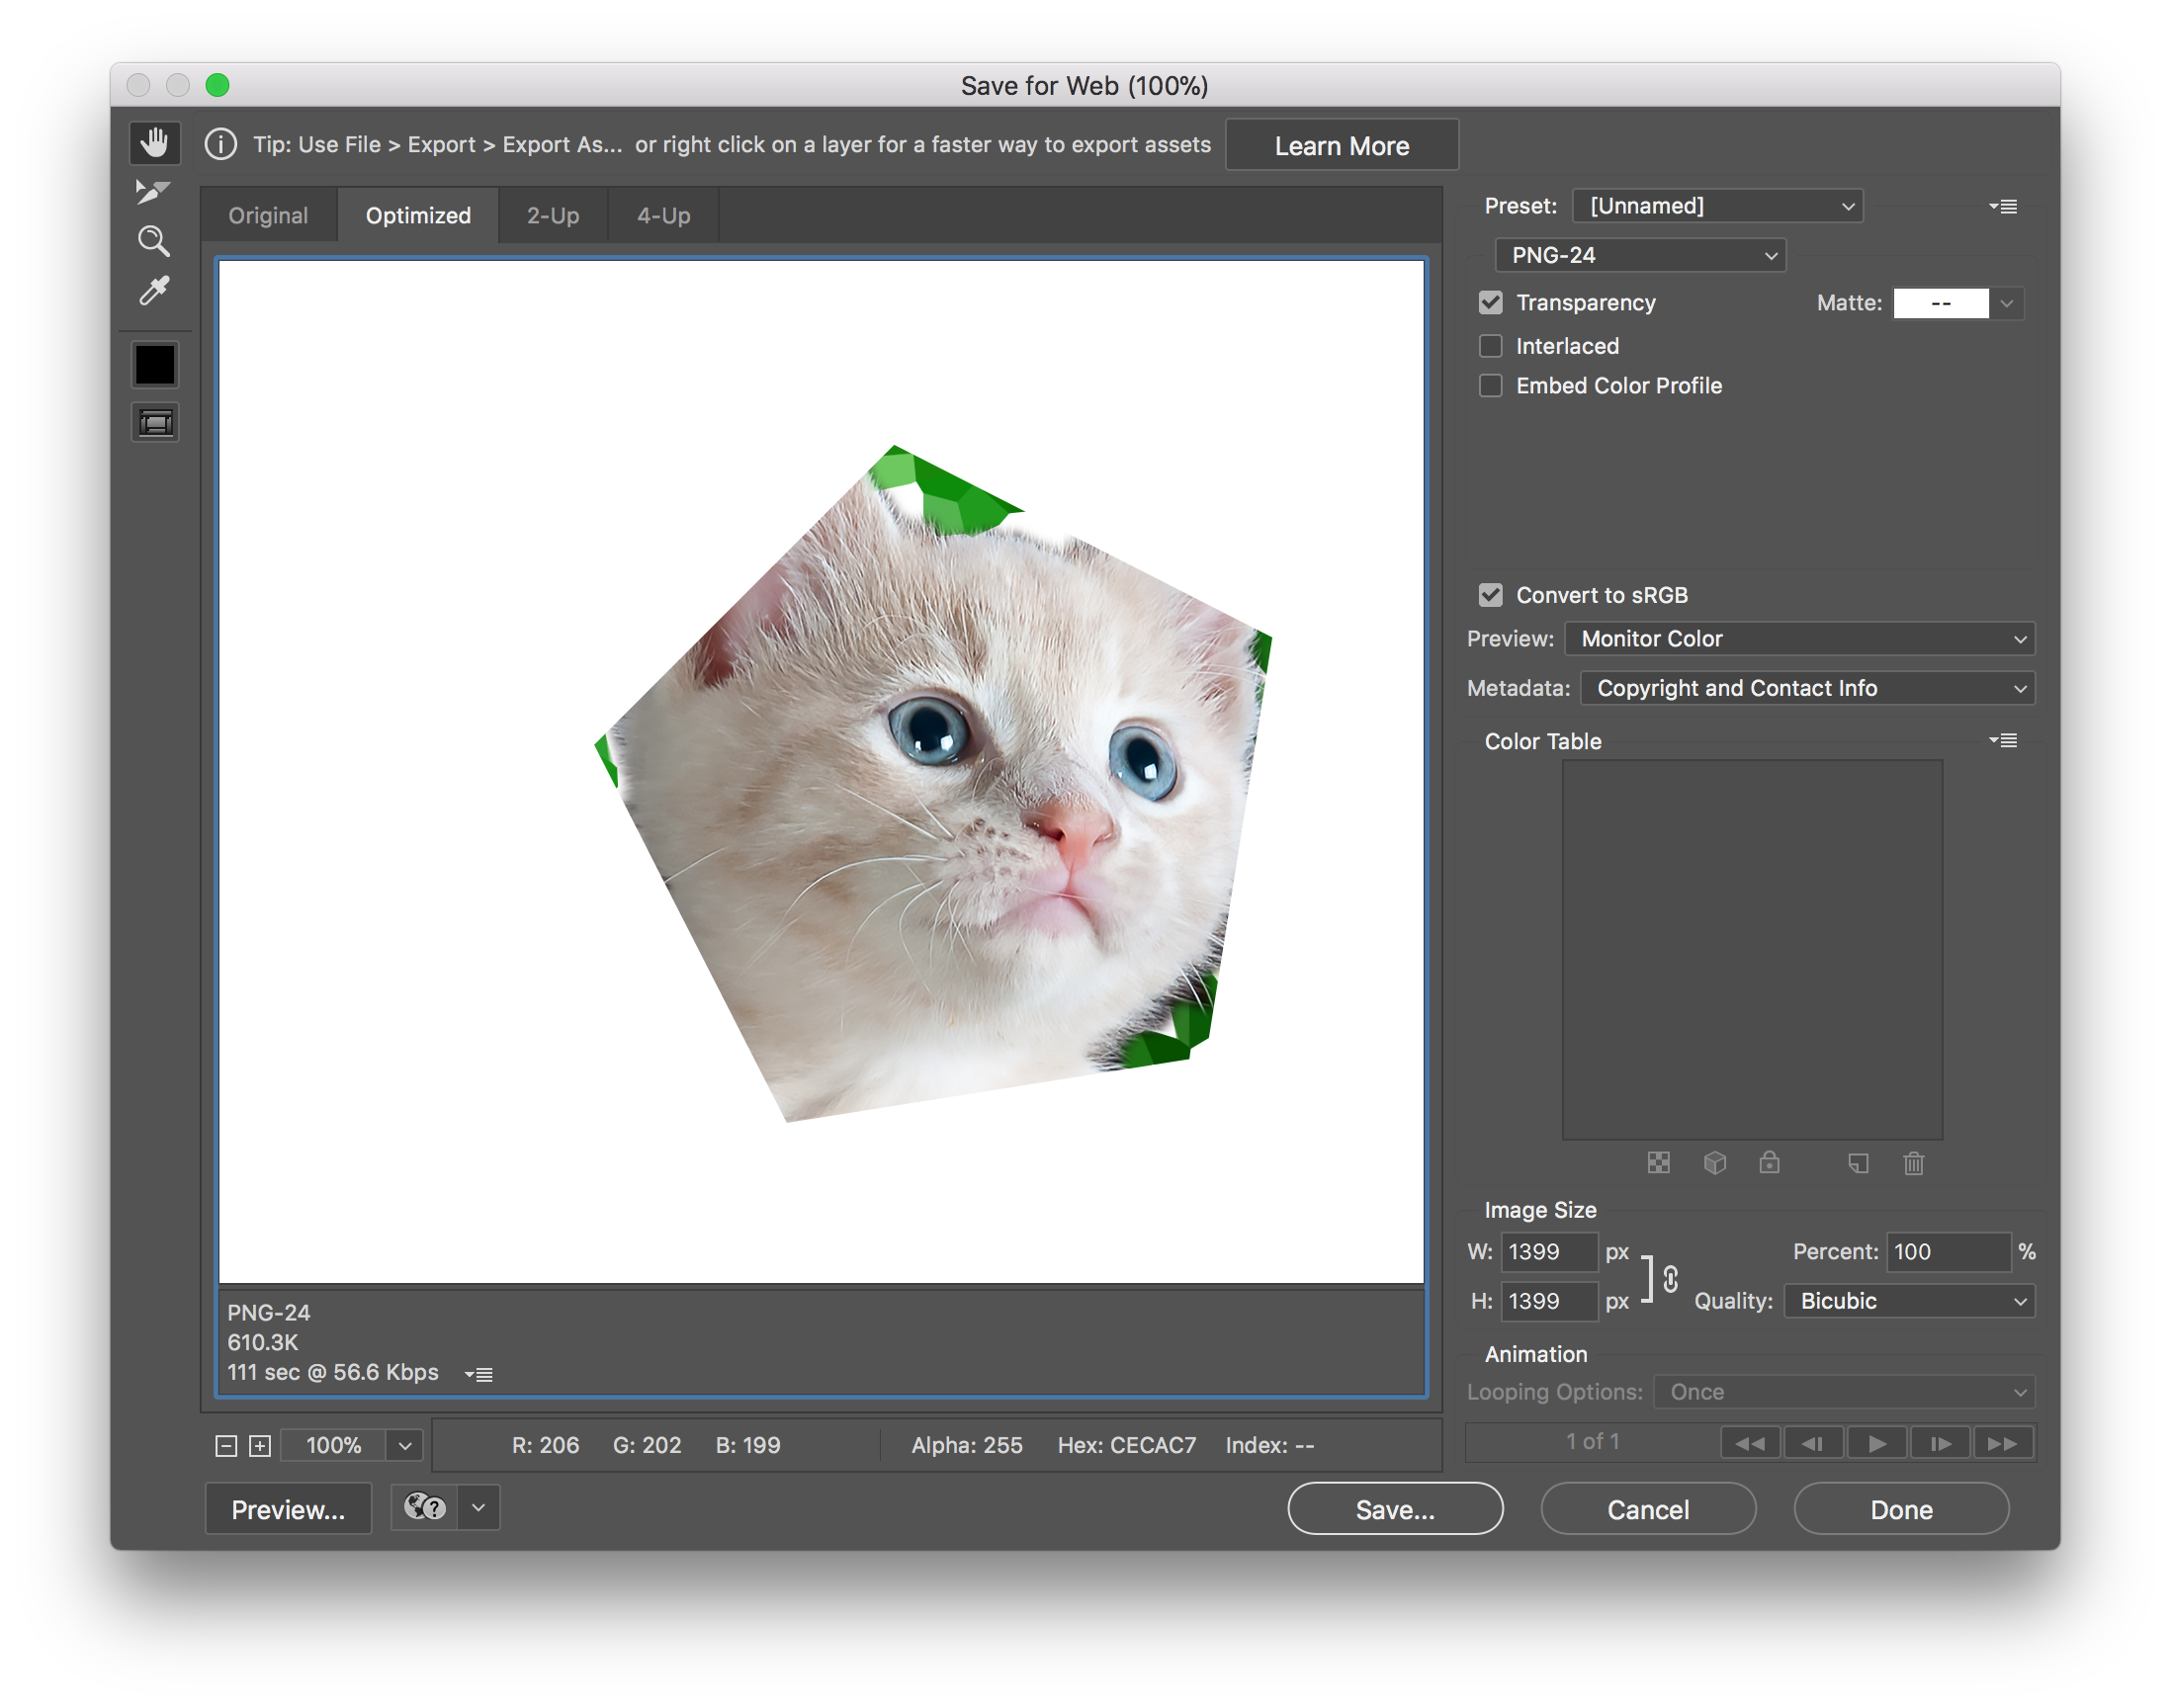 Save for Web (100%)
Tip: Use File > Export > Export As... or right click on a layer for a faster way to export assets
Learn More
Original
Optimized
2-Up
4-Up
Preset: [Unnamed]
PNG-24
Transparency
Matte: --
Interlaced
Embed Color Profile
Convert to sRGB
Preview: Monitor Color
Metadata: Copyright and Contact Info
Color Table
Image Size
W: 1399 px
Percent: 100 %
H: 1399 px
Quality: Bicubic
Animation
Looping Options: Once
1 of 1
PNG-24
610.3K
111 sec @ 56.6 Kbps
100%
R: 206 G: 202 B: 199
Alpha: 255 Hex: CECAC7 Index: --
Preview...
?
Save...
Cancel
Done